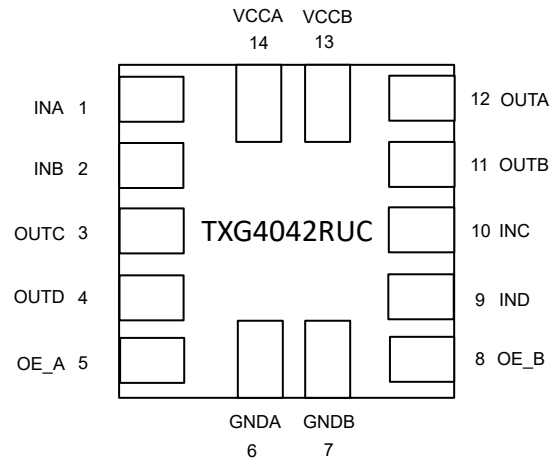 VCCA VCCB
14 13
INA 1
12 OUTA
INB 2
11 OUTB
OUTC 3
TXG4042RUC
10 INC
OUTD 4
9 IND
OE_A 5
8 OE_B
GNDA GNDB
6 7